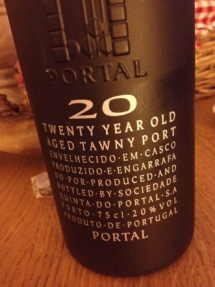 PORTAL
20
TWENTY YEAR OLD
AGED TAWNY PORT
ENVELHECIDO·EM·CASCO
PRODUZIDO·E·ENGARRAFA
DO·POR·PRODUCED·AND
BOTTLED·BY·SOCIEDADE
QUINTA·DO·PORTAL·S.A
PORTO·75cl·20%VOL
PRODUTO·DE·PORTUGAL
PORTAL